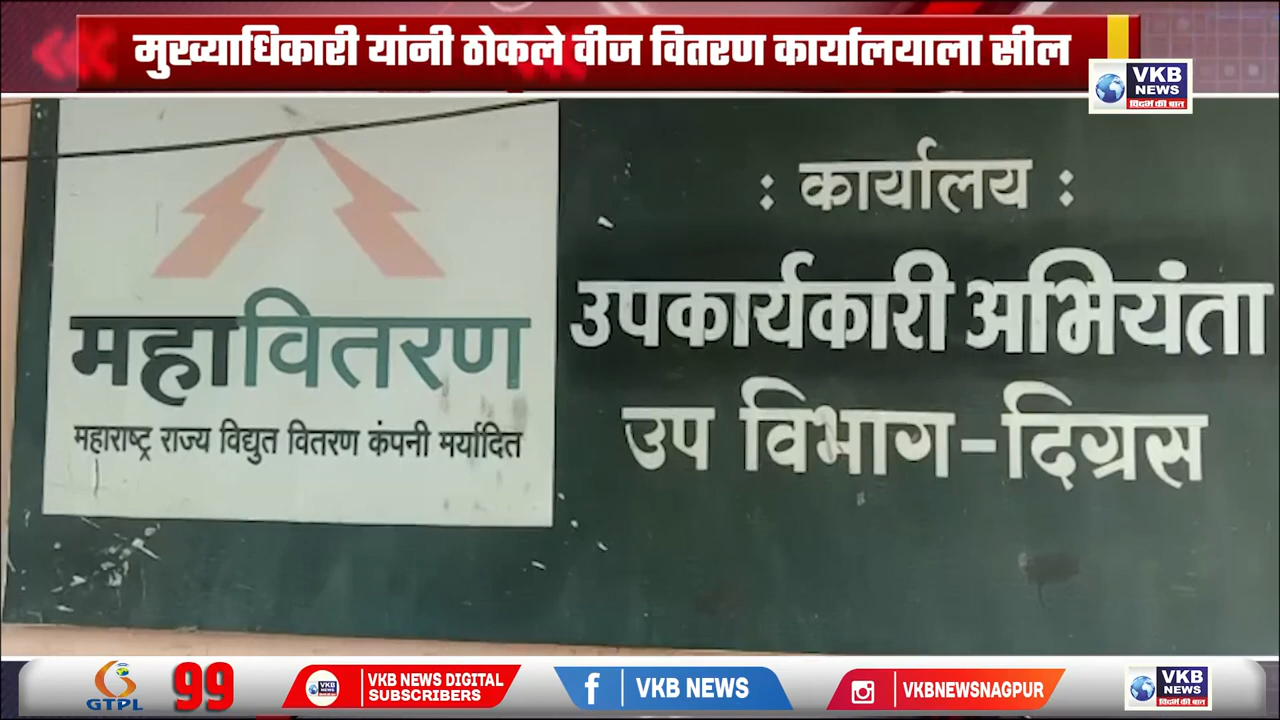 मुख्याधिकारी यांनी ठोकले वीज वितरण कार्यालयाला सील
VKB
NEWS
विदर्भ की बात
: कार्यालय :
उपकार्यकारी अभियंता
उप विभाग-दिग्रस
महावितरण
महाराष्ट्र राज्य विद्युत वितरण कंपनी मर्यादित
GTPL
99
VKB NEWS DIGITAL
SUBSCRIBERS
VKB NEWS
VKBNEWSNAGPUR
VKB
NEWS
विदर्भ की बात